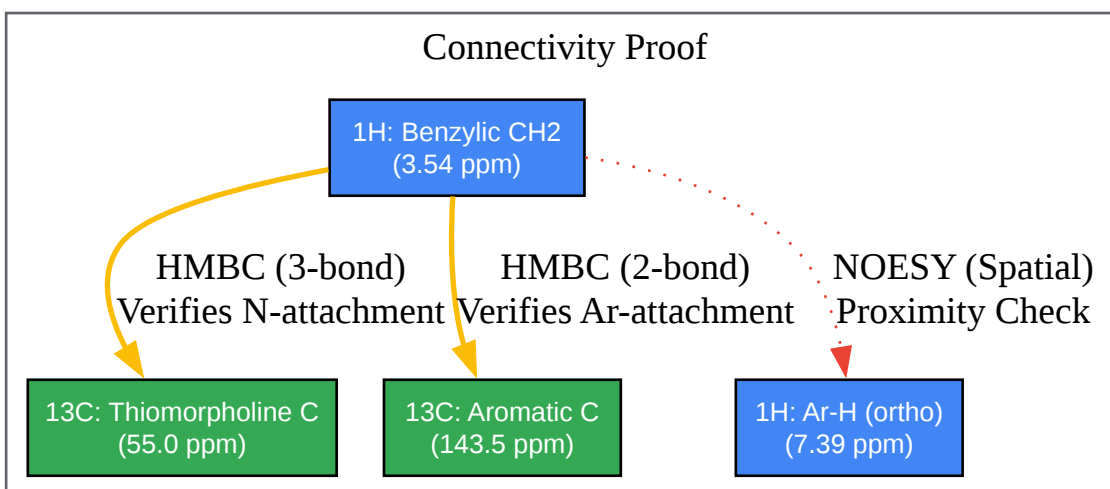 Connectivity Proof
1H: Benzylic CH2
(3.54 ppm)
HMBC (3-bond)
Verifies N-attachment
HMBC (2-bond)
Verifies Ar-attachment
NOESY (Spatial)
Proximity Check
13C: Thiomorpholine C
(55.0 ppm)
13C: Aromatic C
(143.5 ppm)
1H: Ar-H (ortho)
(7.39 ppm)